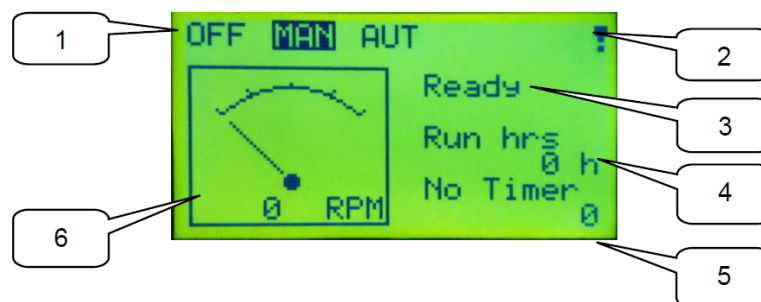 1
OFF MAN AUT !
2
Ready
3
Run hrs
0 h
4
No Timer
0
0 RPM
5
6